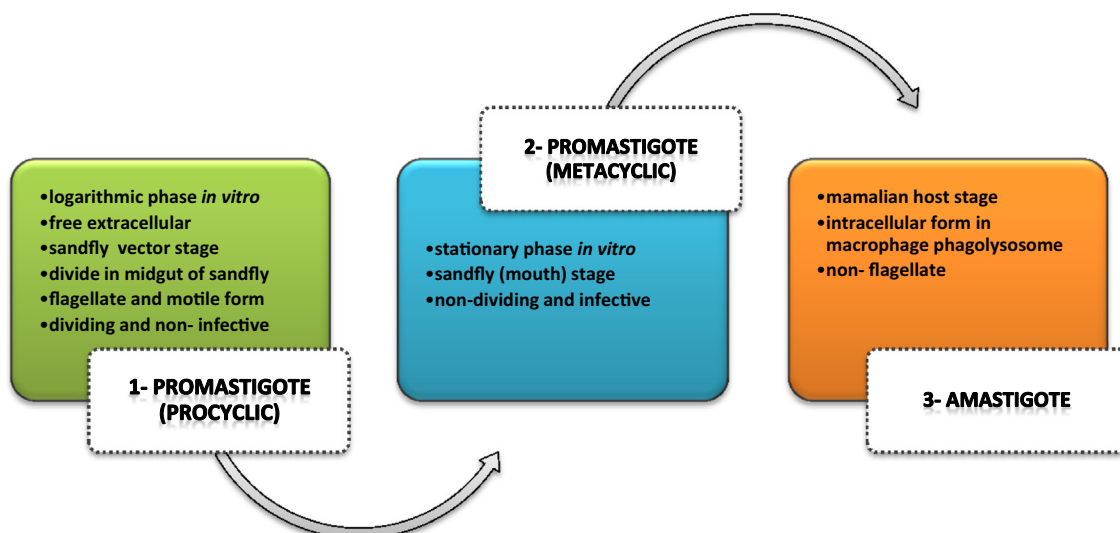 •logarithmic phase in vitro
•free extracellular
•sandfly vector stage
•divide in midgut of sandfly
•flagellate and motile form
•dividing and non- infective
1- PROMASTIGOTE
(PROCYCLIC)
2- PROMASTIGOTE
(METACYCLIC)
•stationary phase in vitro
•sandfly (mouth) stage
•non-dividing and infective
•mamalian host stage
•intracellular form in
macrophage phagolysosome
•non- flagellate
3- AMASTIGOTE